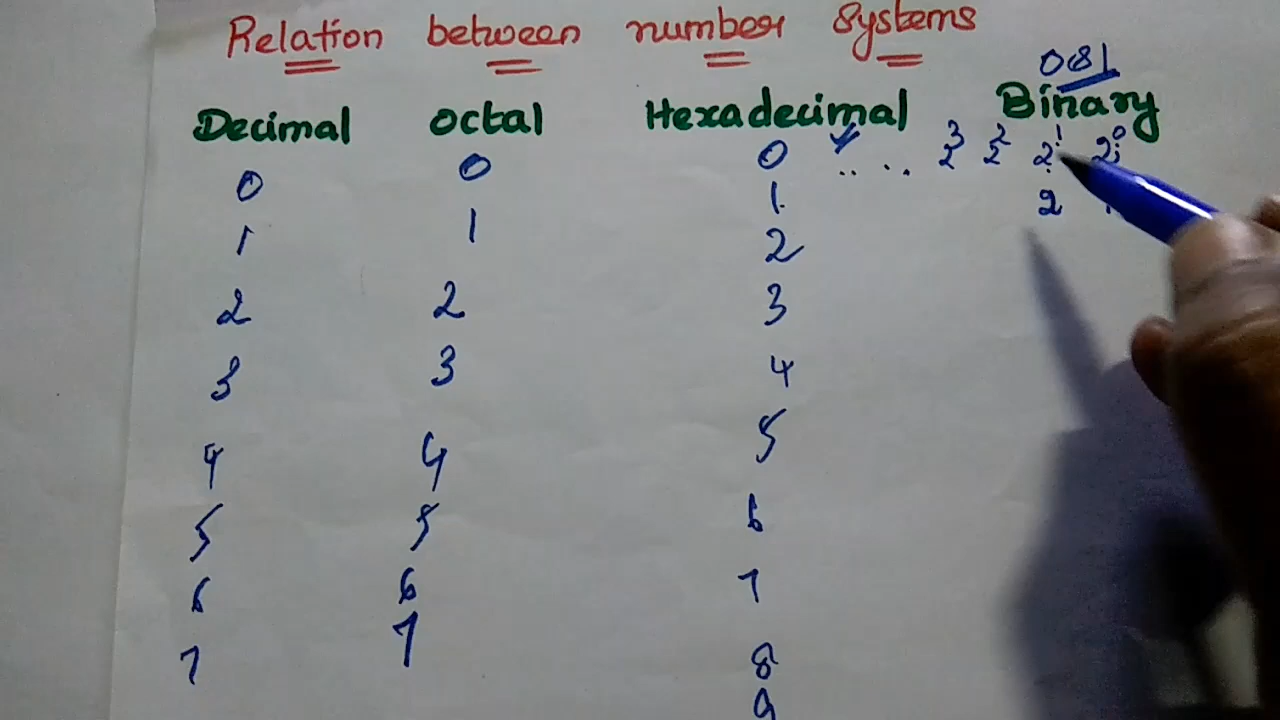 Relation between number systems
0 & 1
Decimal Octal Hexadecimal Binary
0 0 0 .. .. 2³ 2² 2¹ 2⁰
1 1 1 2
2 2 2
3 3 3
4 4 4
5 5 5
6 6 6
7 7 7
8
9